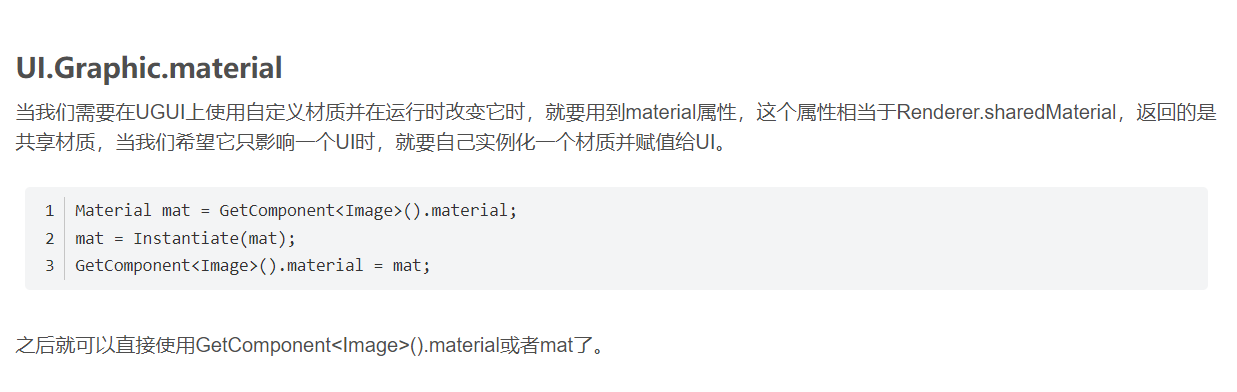 UI.Graphic.material
当我们需要在UGUI上使用自定义材质并在运行时改变它时，就要用到material属性，这个属性相当于Renderer.sharedMaterial，返回的是
共享材质，当我们希望它只影响一个UI时，就要自己实例化一个材质并赋值给UI。
1 Material mat = GetComponent<Image>().material;
2 mat = Instantiate(mat);
3 GetComponent<Image>().material = mat;
之后就可以直接使用GetComponent<Image>().material或者mat了。